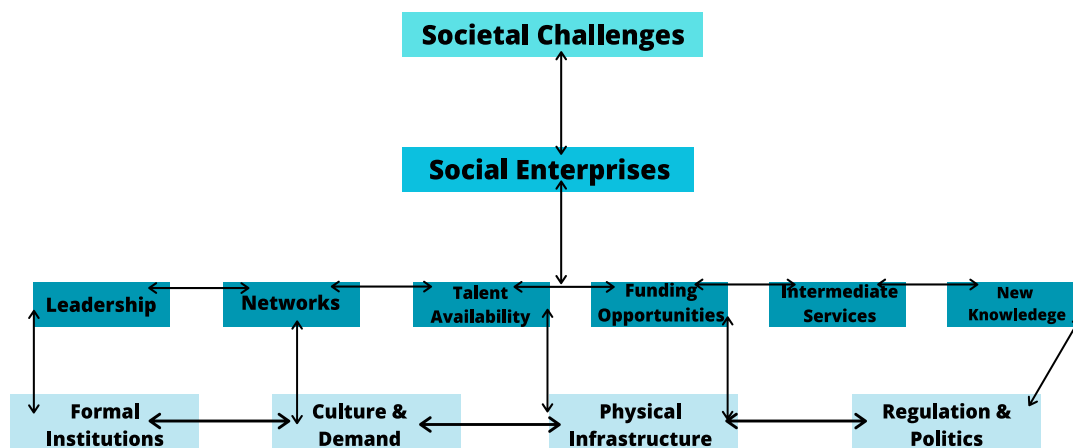 Societal Challenges
Social Enterprises
Leadership
Networks
Talent
Availability
Funding
Opportunities
Intermediate
Services
New
Knowledege
Formal
Institutions
Culture &
Demand
Physical
Infrastructure
Regulation &
Politics